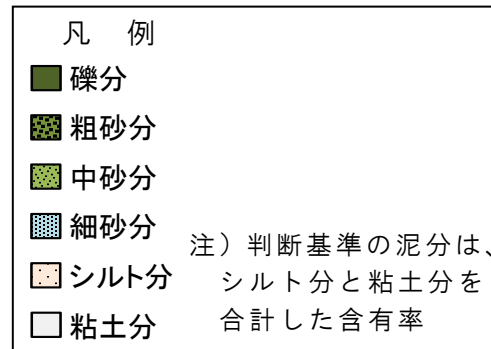 凡　例
礫分
粗砂分
中砂分
細砂分
シルト分
粘土分
注）判断基準の泥分は、
シルト分と粘土分を
合計した含有率